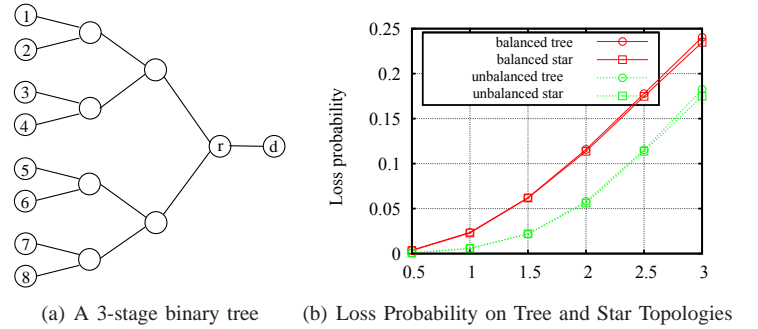 1
2
3
4
5
6
7
8
r
d
(a) A 3-stage binary tree
Loss probability
0.25
0.2
0.15
0.1
0.05
0
0.5
1
1.5
2
2.5
3
balanced tree
balanced star
unbalanced tree
unbalanced star
(b) Loss Probability on Tree and Star Topologies